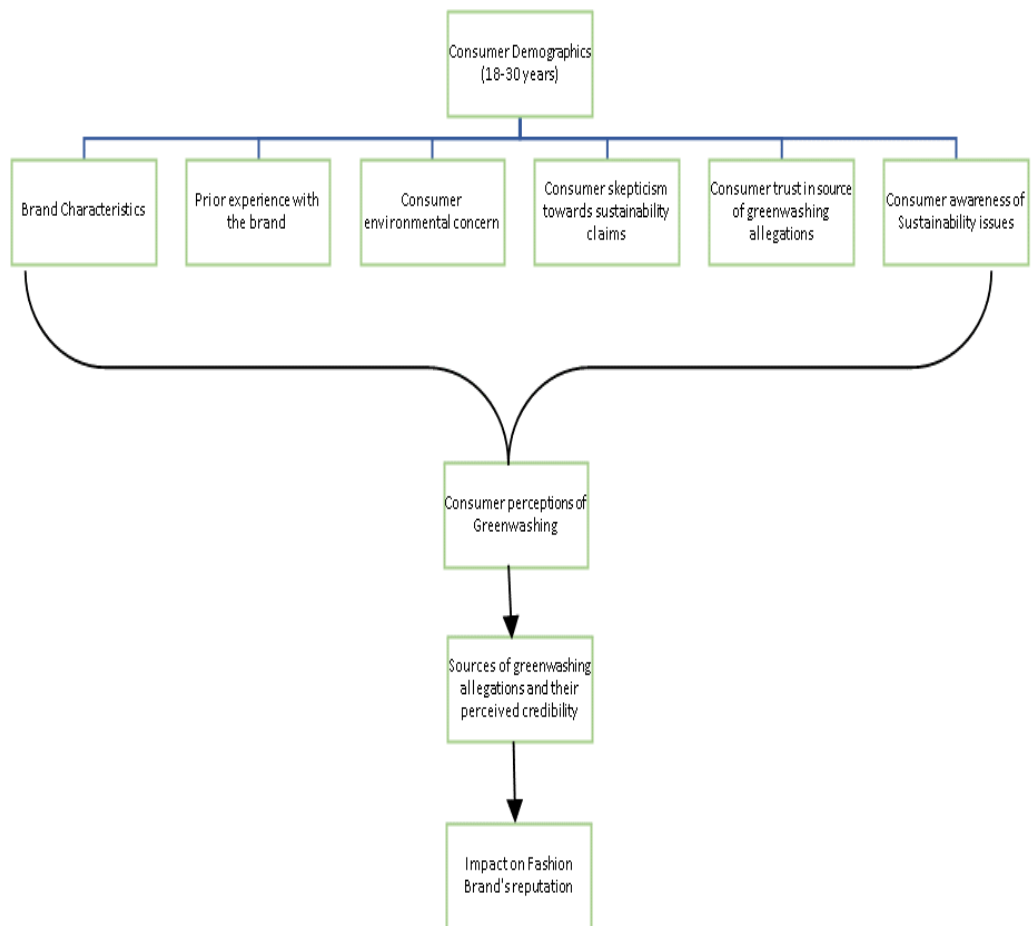 Consumer Demographics
(18-30 years)
Brand Characteristics
Prior experience with
the brand
Consumer
environmental concern
Consumer skepticism
towards sustainability
claims
Consumer trust in source
of greenwashing
allegations
Consumer awareness of
Sustainability issues
Consumer perceptions of
Greenwashing
Sources of greenwashing
allegations and their
perceived credibility
Impact on Fashion
Brand's reputation